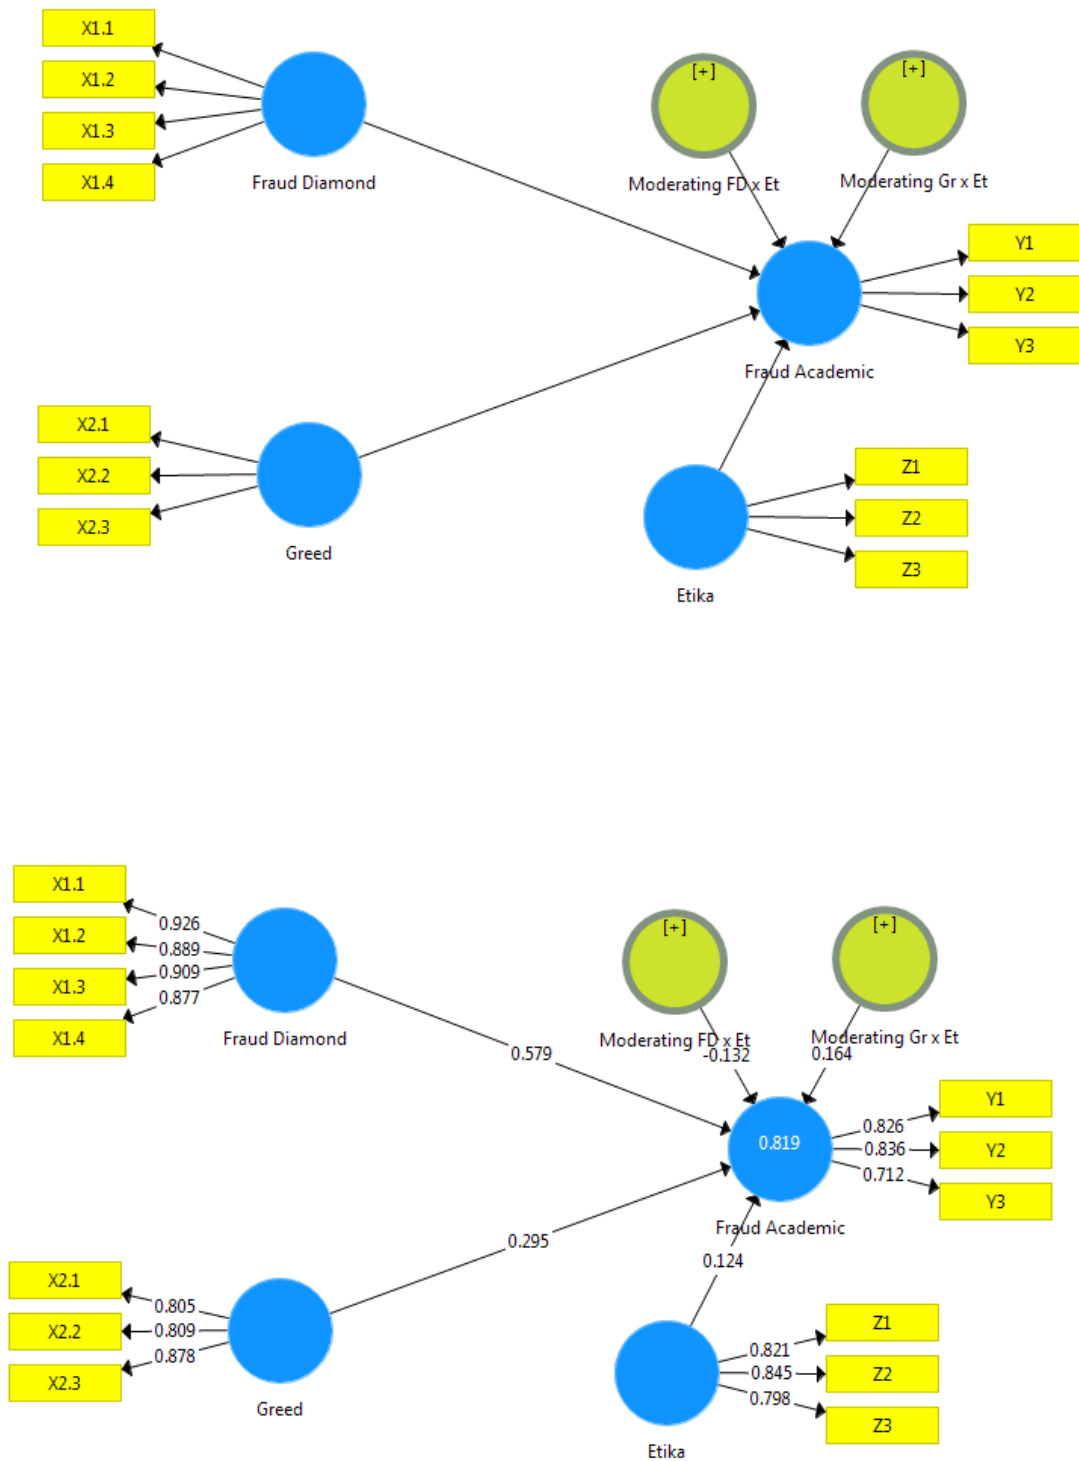 X1.1
X1.2
X1.3
X1.4
Fraud Diamond
[+]
[+]
Moderating FD x Et
Moderating Gr x Et
Y1
Y2
Y3
Fraud Academic
X2.1
X2.2
X2.3
Greed
Z1
Z2
Z3
Etika
X1.1
X1.2
X1.3
X1.4
0.926
0.889
0.909
0.877
Fraud Diamond
[+]
[+]
Moderating FD x Et
Moderating Gr x Et
0.579
-0.132
0.164
0.819
0.826
0.836
0.712
Y1
Y2
Y3
Fraud Academic
0.295
0.124
X2.1
X2.2
X2.3
0.805
0.809
0.878
Greed
0.821
0.845
0.798
Z1
Z2
Z3
Etika